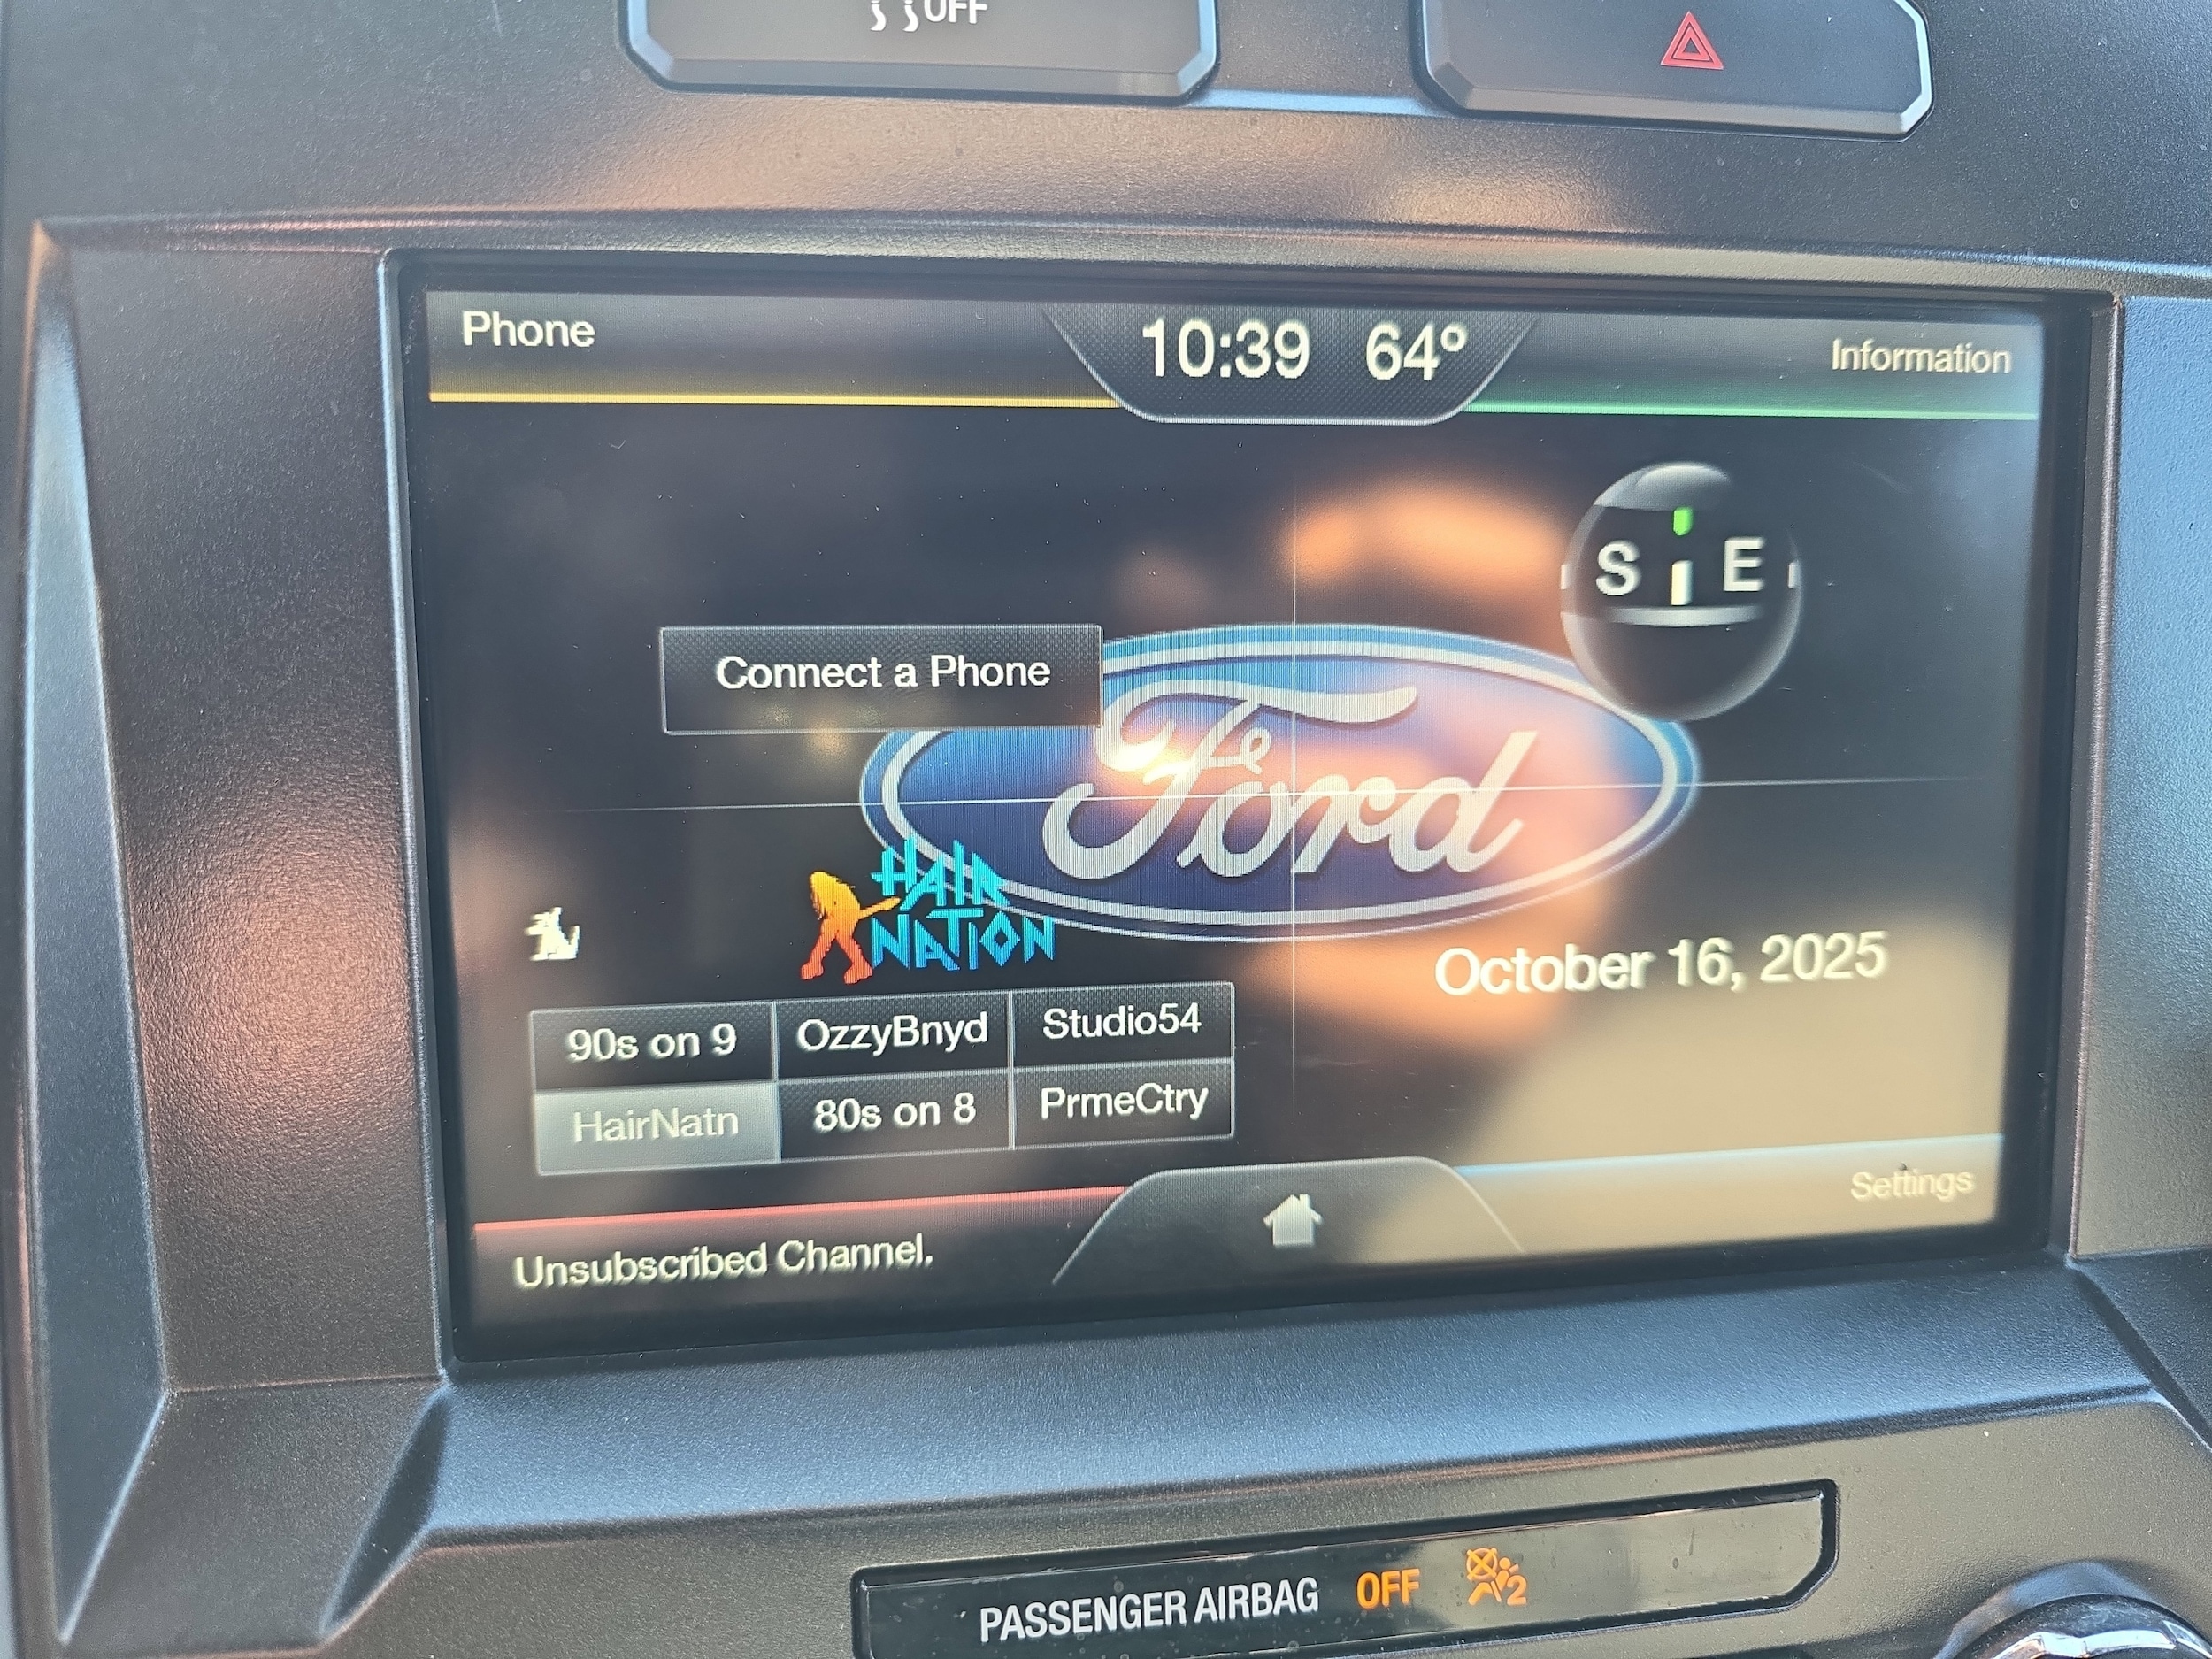 OFF
Phone
10:39 64°
Information
S E
Connect a Phone
Ford
HAIR
NATION
October 16, 2025
90s on 9 OzzyBnyd Studio54
HairNatn 80s on 8 PrmeCtry
Settings
Unsubscribed Channel.
PASSENGER AIRBAG OFF 2